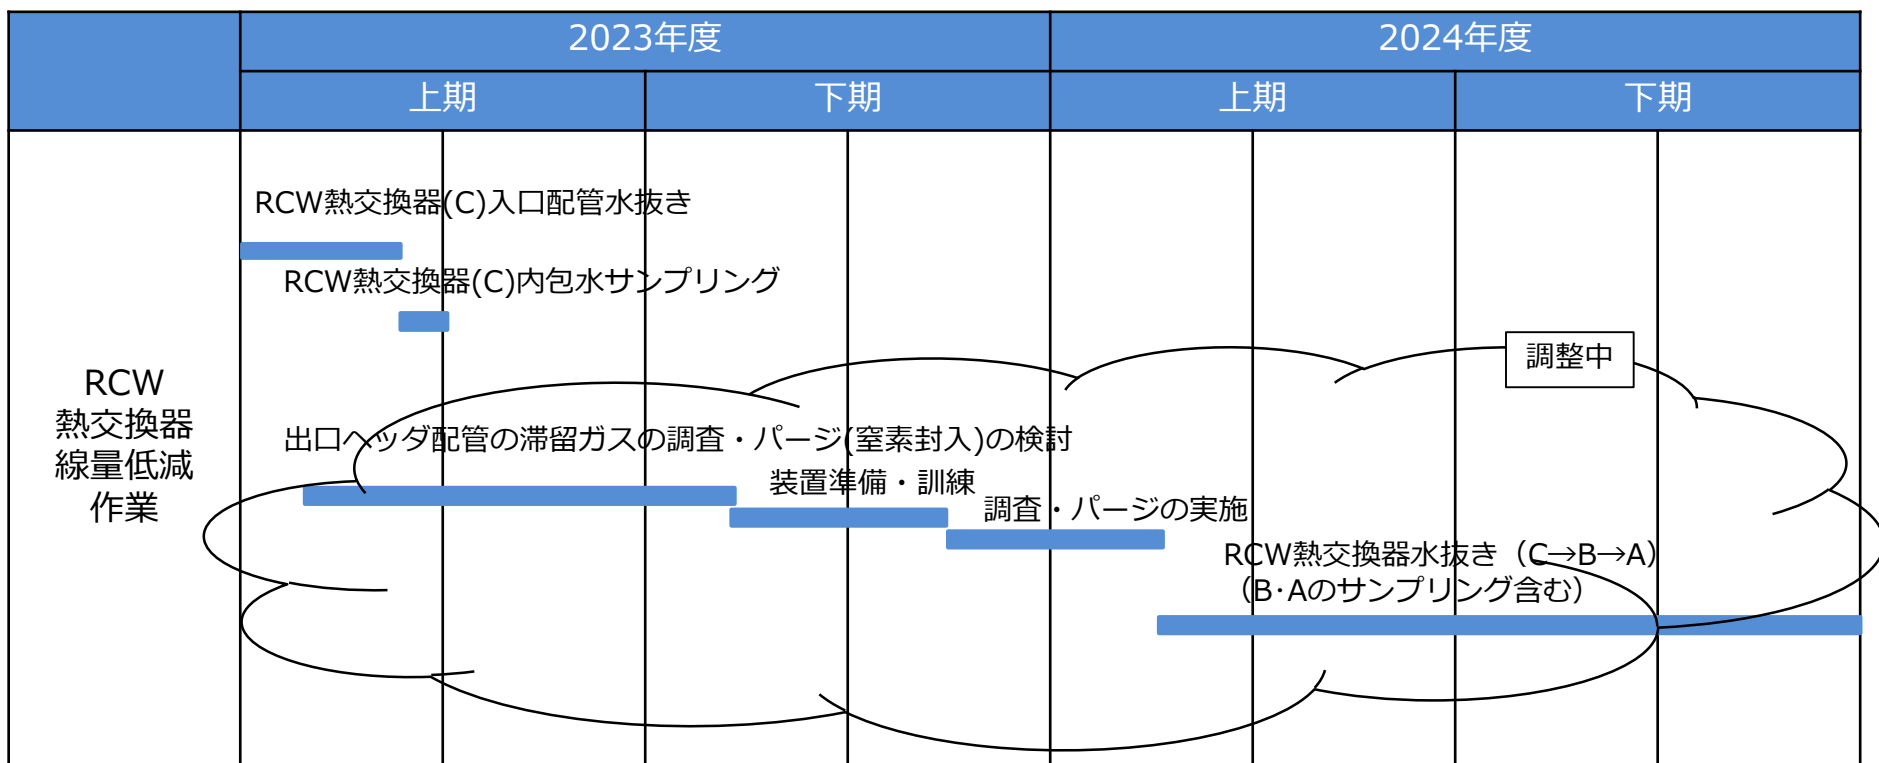 2023年度
2024年度
上期
下期
上期
下期
RCW
熱交換器
線量低減
作業
RCW熱交換器(C)入口配管水抜き
RCW熱交換器(C)内包水サンプリング
調整中
出口ヘッダ配管の滞留ガスの調査・パージ(窒素封入)の検討
装置準備・訓練
調査・パージの実施
RCW熱交換器水抜き（C→B→A）
（B･Aのサンプリング含む）